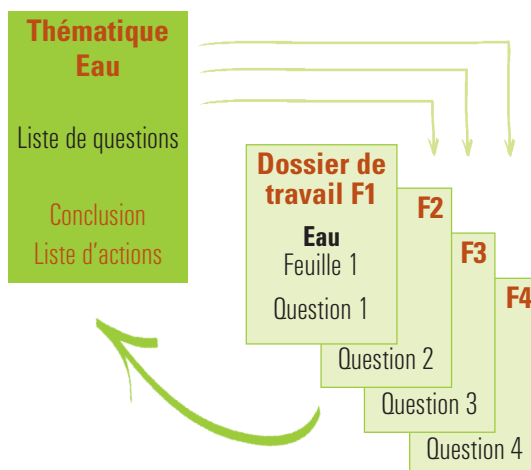 Thématique
Eau
Liste de questions
Conclusion
Liste d'actions
Dossier de
travail F1
Eau
Feuille 1
Question 1
F2
Question 2
F3
Question 3
F4
Question 4